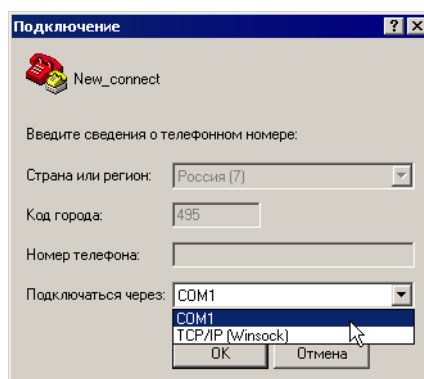 Подключение
New_connect
Введите сведения о телефонном номере:
Страна или регион: Россия (7)
Код города: 495
Номер телефона:
Подключаться через: COM1
COM1
TCP/IP (Winsock)
OK Отмена